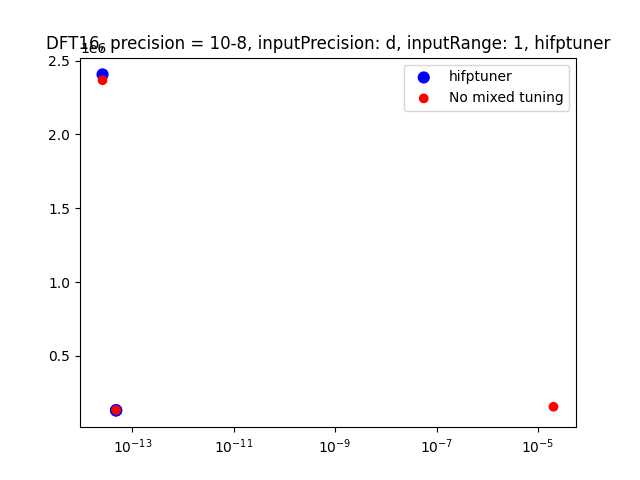 DFT16, precision = 10-8, inputPrecision: d, inputRange: 1, hifptuner
1e6
2.5
2.0
1.5
1.0
0.5
hifptuner
No mixed tuning
10⁻¹³ 10⁻¹¹ 10⁻⁹ 10⁻⁷ 10⁻⁵